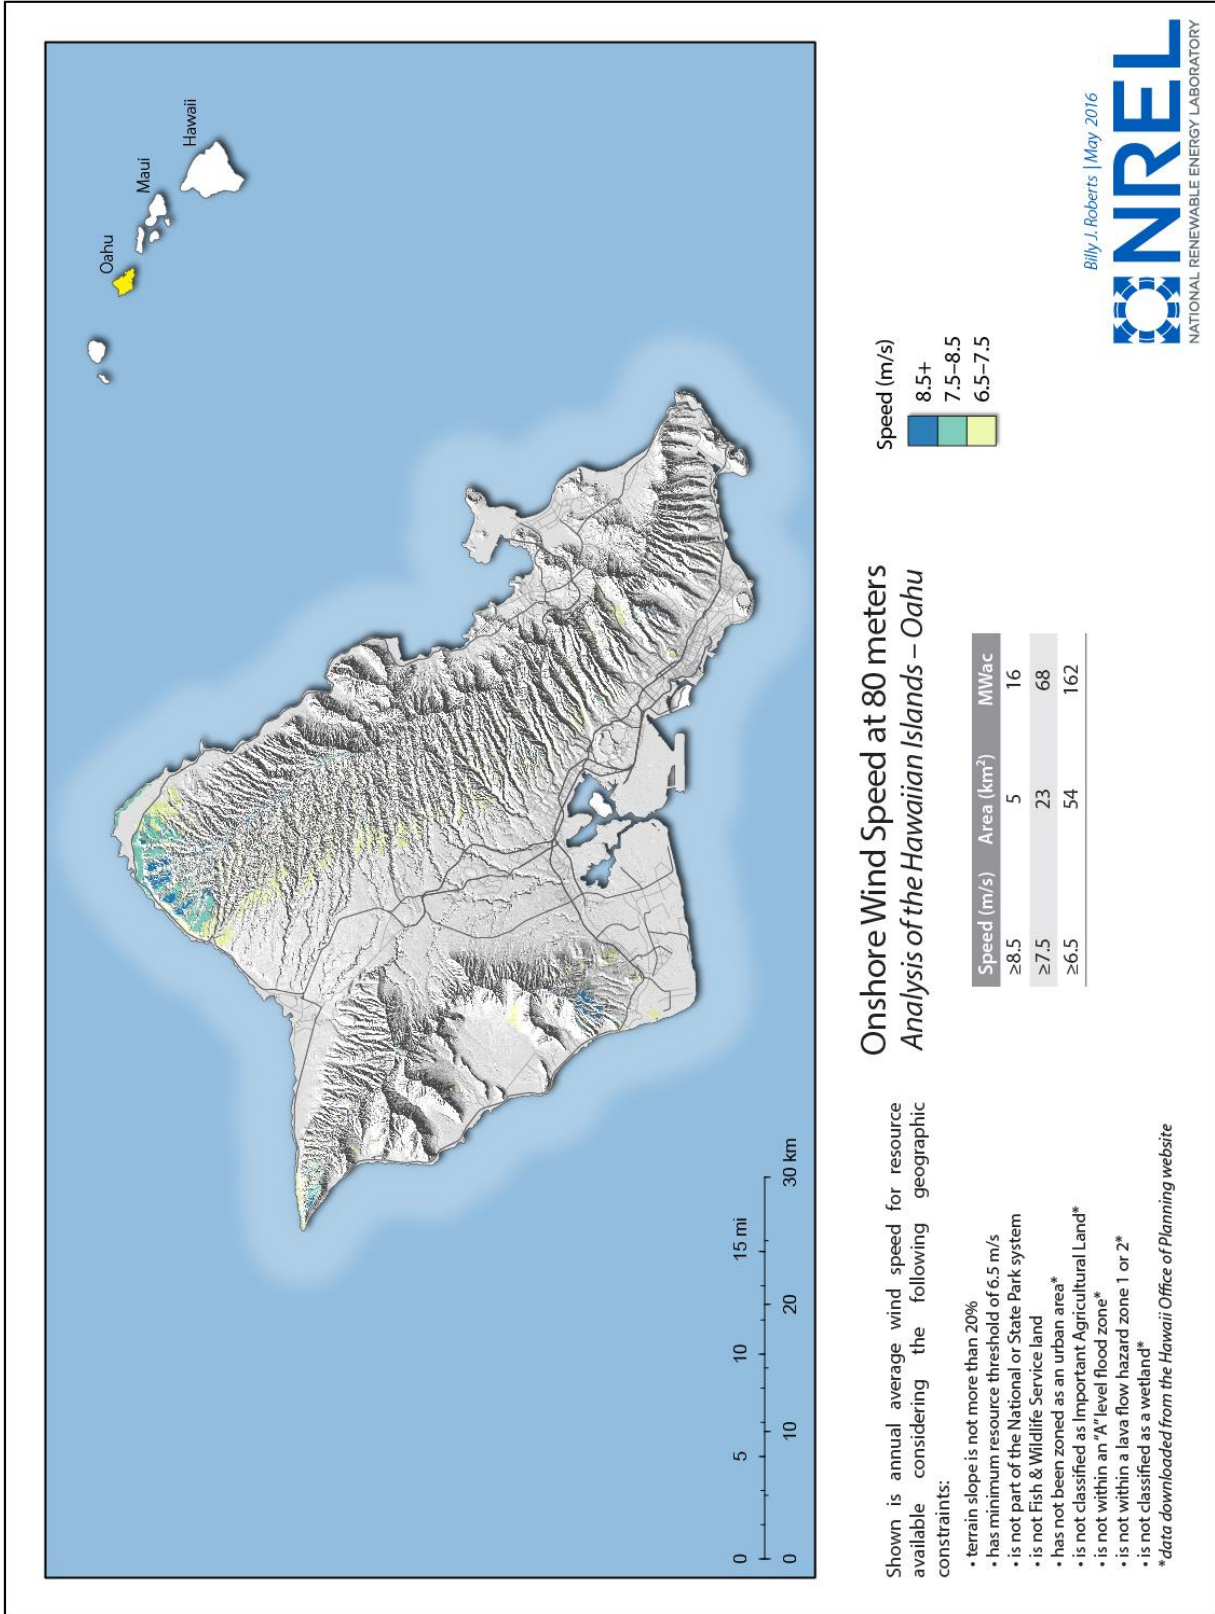 Oahu
Maui
Hawaii
0 5 10 15 mi
0 10 20 30 km
Shown is annual average wind speed for resource
available considering the following geographic
constraints:
• terrain slope is not more than 20%
• has minimum resource threshold of 6.5 m/s
• is not part of the National or State Park system
• is not Fish & Wildlife Service land
• has not been zoned as an urban area*
• is not classified as Important Agricultural Land*
• is not within an "A" level flood zone*
• is not within a lava flow hazard zone 1 or 2*
• is not classified as a wetland*
*data downloaded from the Hawaii Office of Planning website
Onshore Wind Speed at 80 meters
Analysis of the Hawaiian Islands – Oahu
Speed (m/s) Area (km²) MWac
≥8.5 5 16
≥7.5 23 68
≥6.5 54 162
Speed (m/s)
8.5+
7.5–8.5
6.5–7.5
Billy J. Roberts | May 2016
NREL
NATIONAL RENEWABLE ENERGY LABORATORY